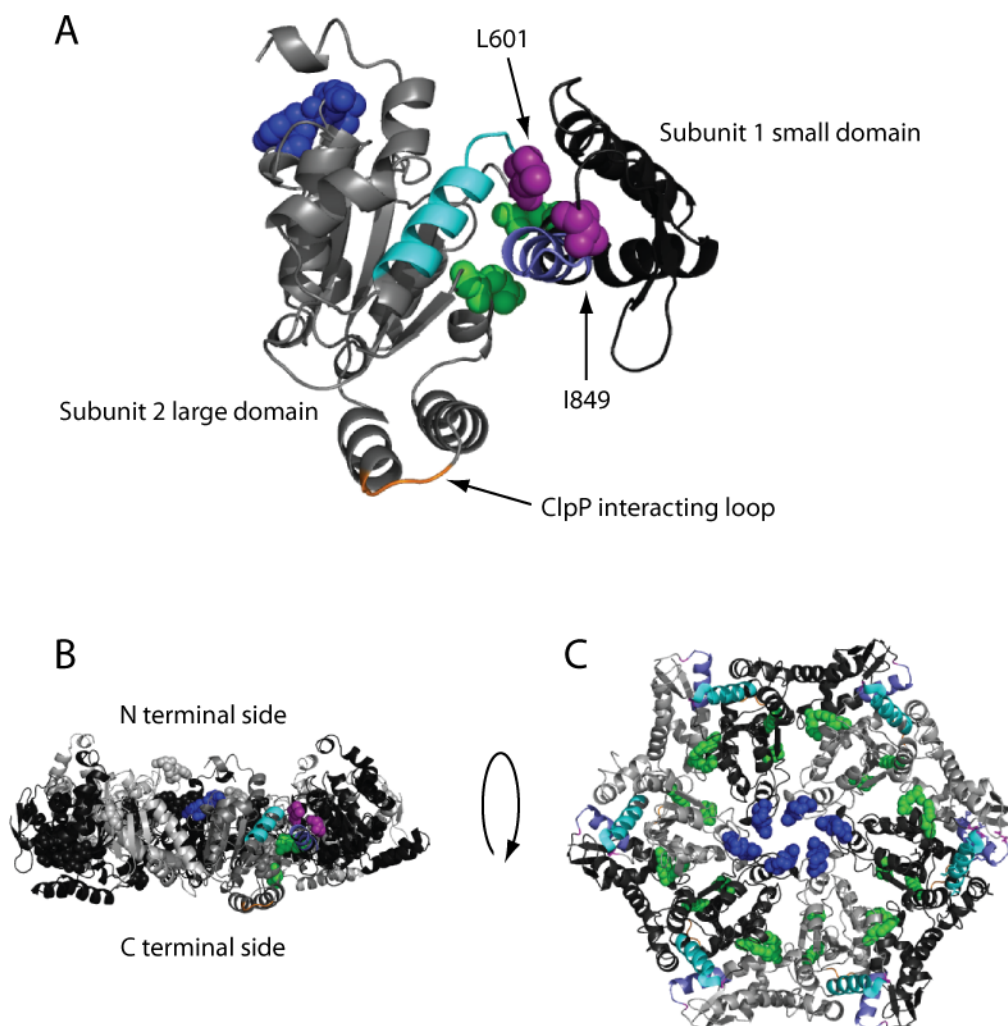 A
L601
Subunit 1 small domain
I849
Subunit 2 large domain
ClpP interacting loop
B
C
N terminal side
C terminal side